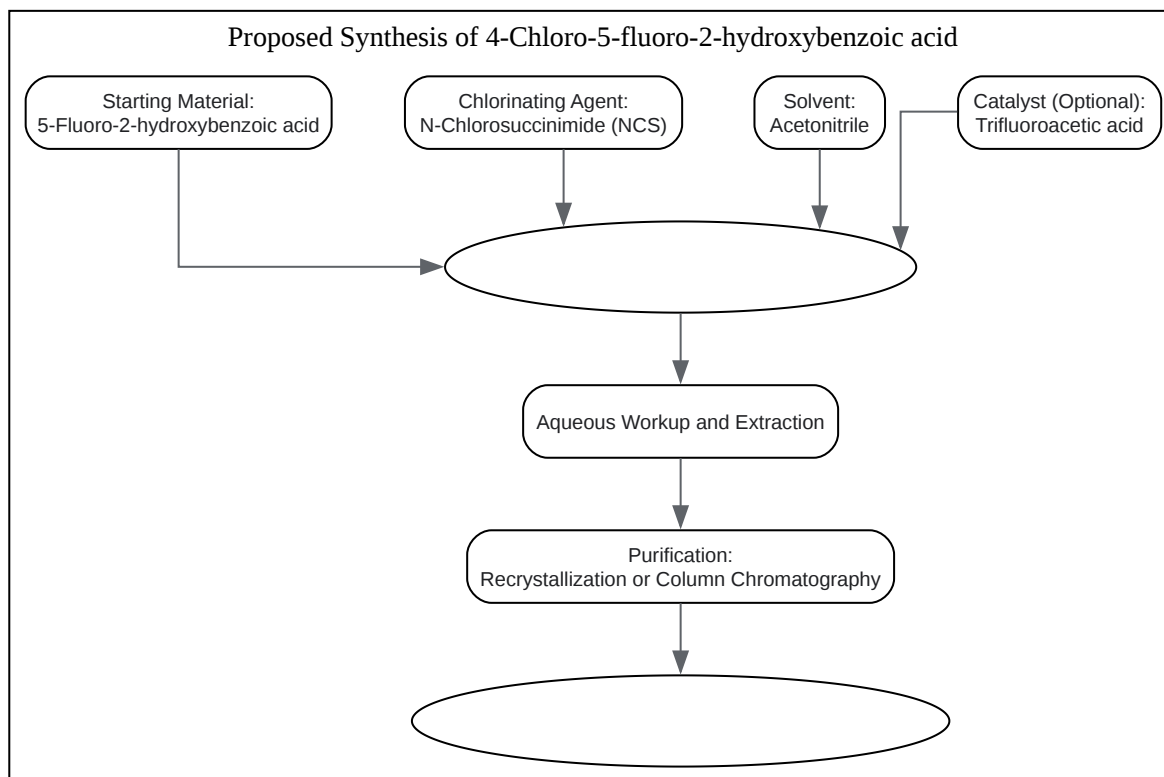 Proposed Synthesis of 4-Chloro-5-fluoro-2-hydroxybenzoic acid
Starting Material:
5-Fluoro-2-hydroxybenzoic acid
Chlorinating Agent:
N-Chlorosuccinimide (NCS)
Solvent:
Acetonitrile
Catalyst (Optional):
Trifluoroacetic acid
Aqueous Workup and Extraction
Purification:
Recrystallization or Column Chromatography